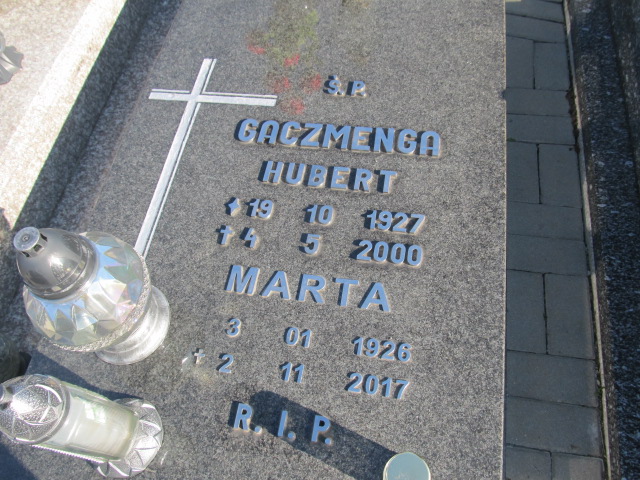 Ś. P.
GACZMENGA
HUBERT
19 10 1927
† 4 5 2000
MARTA
3 01 1926
† 2 11 2017
R. I. P.